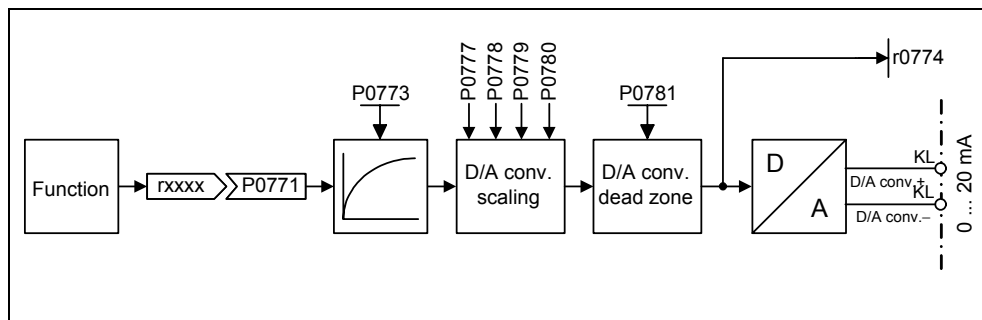 P0777
P0778
P0779
P0780
r0774
P0773
P0781
Function
rxxxx
P0771
D/A conv.
scaling
D/A conv.
dead zone
D
A
KL
D/A conv.+
KL
D/A conv.–
0 ... 20 mA